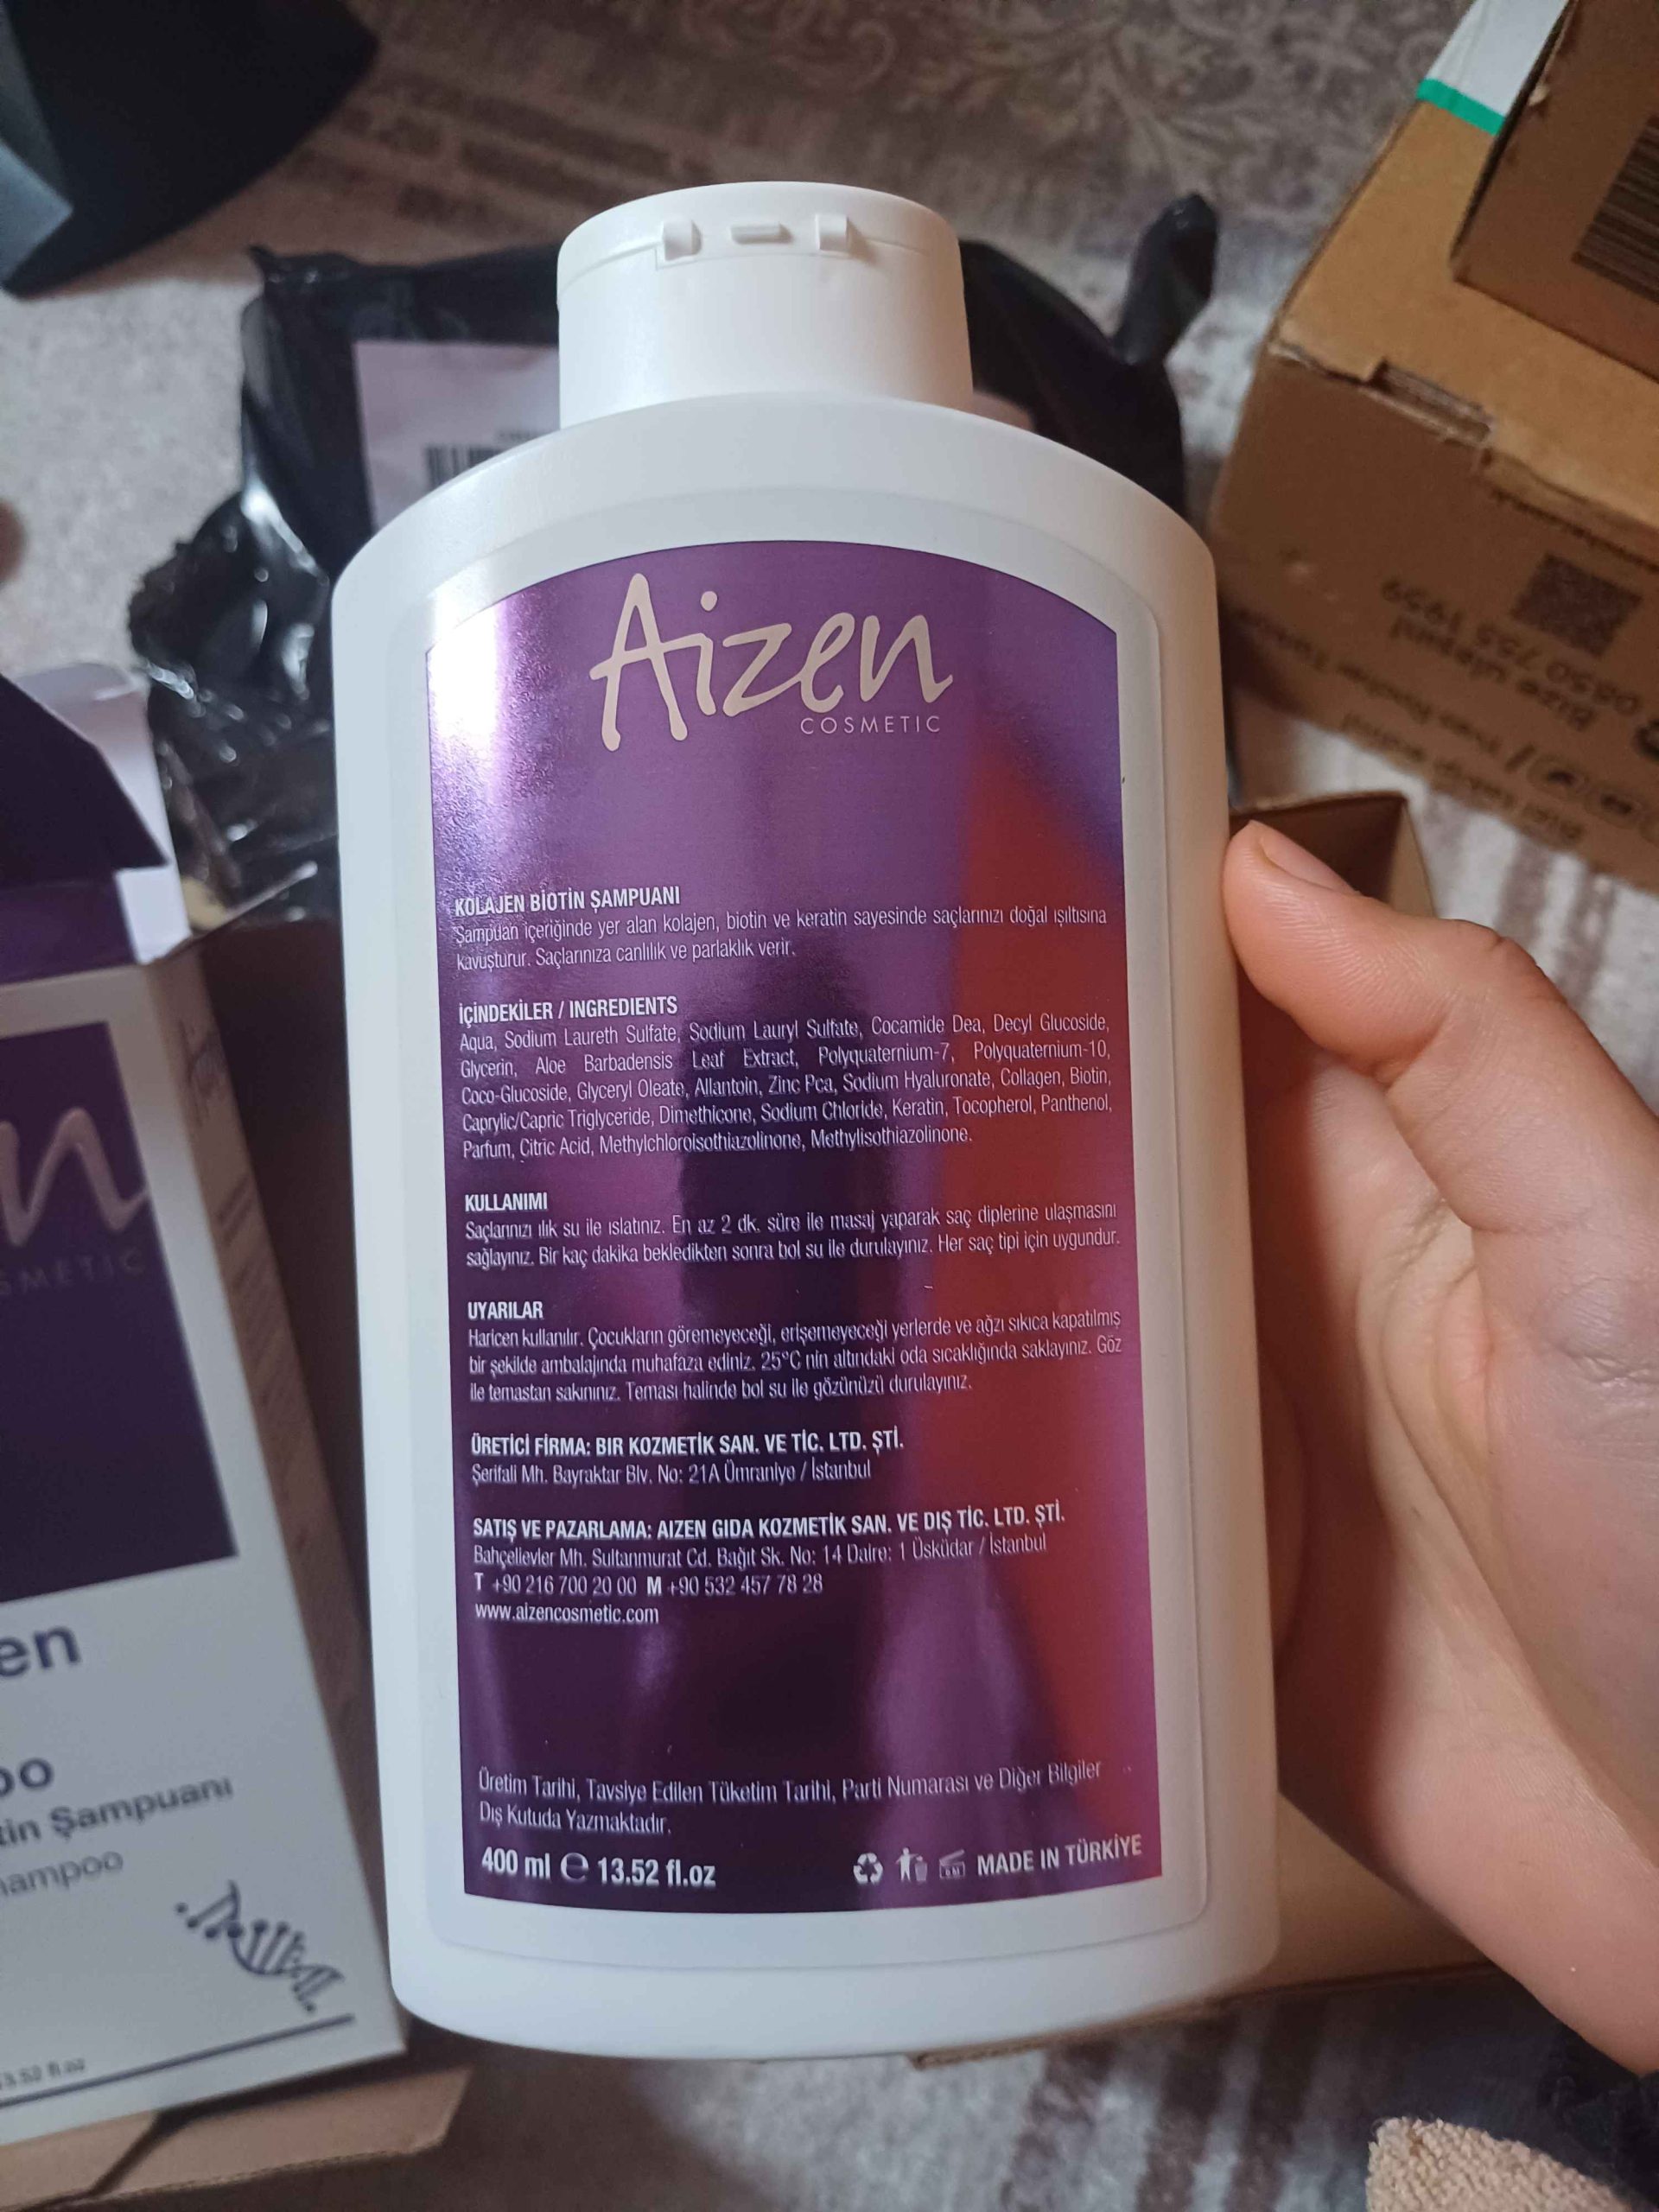 Aizen
COSMETIC
KOLAJEN BİOTİN ŞAMPUANI
Şampuan içeriğinde yer alan kolajen, biotin ve keratin sayesinde saçlarınızı doğal ışıltısına
kavuşturur. Saçlarınıza canlılık ve parlaklık verir.
İÇİNDEKİLER / INGREDIENTS
Aqua, Sodium Laureth Sulfate, Sodium Lauryl Sulfate, Cocamide Dea, Decyl Glucoside,
Glycerin, Aloe Barbadensis Leaf Extract, Polyquaternium-7, Polyquaternium-10,
Coco-Glucoside, Glyceryl Oleate, Allantoin, Zinc Pca, Sodium Hyaluronate, Collagen, Biotin,
Caprylic/Capric Triglyceride, Dimethicone, Sodium Chloride, Keratin, Tocopherol, Panthenol,
Parfum, Citric Acid, Methylchloroisothiazolinone, Methylisothiazolinone.
KULLANIMI
Saçlarınızı ılık su ile ıslatınız. En az 2 dk. süre ile masaj yaparak saç diplerine ulaşmasını
sağlayınız. Bir kaç dakika bekledikten sonra bol su ile durulayınız. Her saç tipi için uygundur.
UYARILAR
Haricen kullanılır. Çocukların göremeyeceği, erişemeyeceği yerlerde ve ağzı sıkıca kapatılmış
bir şekilde ambalajında muhafaza ediniz. 25°C nin altındaki oda sıcaklığında saklayınız. Göz
ile temastan sakınınız. Teması halinde bol su ile gözünüzü durulayınız.
ÜRETİCİ FİRMA: BIR KOZMETİK SAN. VE TİC. LTD. ŞTİ.
Şerifali Mh. Bayraktar Blv. No: 21A Ümraniye / İstanbul
SATIŞ VE PAZARLAMA: AIZEN GIDA KOZMETİK SAN. VE DIŞ TİC. LTD. ŞTİ.
Bahçelievler Mh. Sultanmurat Cd. Bağıt Sk. No: 14 Daire: 1 Üsküdar / İstanbul
T +90 216 700 20 00 M +90 532 457 78 28
www.aizencosmetic.com
Üretim Tarihi, Tavsiye Edilen Tüketim Tarihi, Parti Numarası ve Diğer Bilgiler
Dış Kutuda Yazmaktadır.
400 ml e 13.52 fl.oz
MADE IN TÜRKİYE
n
SMETIC
en
oo
tin Şampuanı
hampoo
3.52 fl.oz
Bize ulaşın!
0850 755 1959